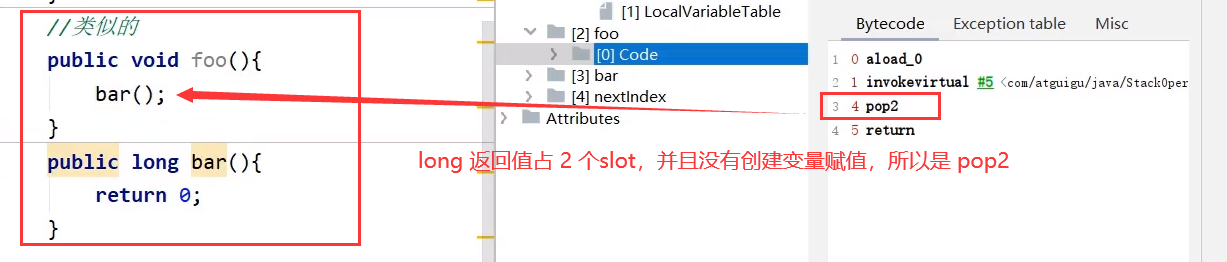 //类似的
public void foo(){
bar();
}
public long bar(){
return 0;
}
[1] LocalVariableTable
[2] foo
[0] Code
[3] bar
[4] nextIndex
Attributes
Bytecode Exception table Misc
1 0 aload_0
2 1 invokevirtual #5 <com/atguigu/java/StackOper
3 4 pop2
4 5 return
long 返回值占 2 个slot，并且没有创建变量赋值，所以是 pop2